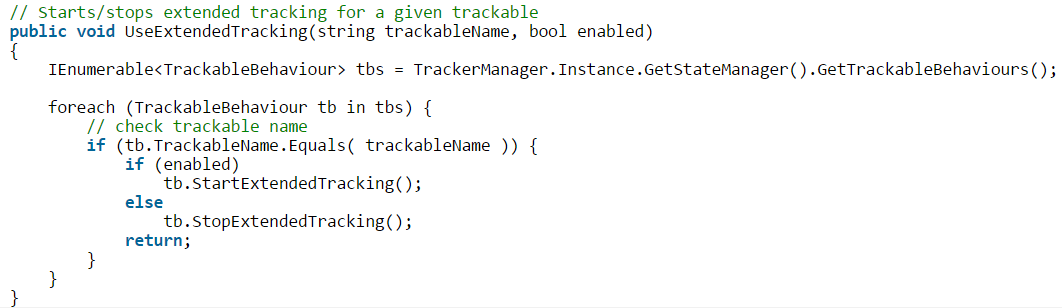 // Starts/stops extended tracking for a given trackable
public void UseExtendedTracking(string trackableName, bool enabled)
{
    IEnumerable<TrackableBehaviour> tbs = TrackerManager.Instance.GetStateManager().GetTrackableBehaviours();

    foreach (TrackableBehaviour tb in tbs) {
        // check trackable name
        if (tb.TrackableName.Equals( trackableName )) {
            if (enabled)
                tb.StartExtendedTracking();
            else
                tb.StopExtendedTracking();
            return;
        }
    }
}